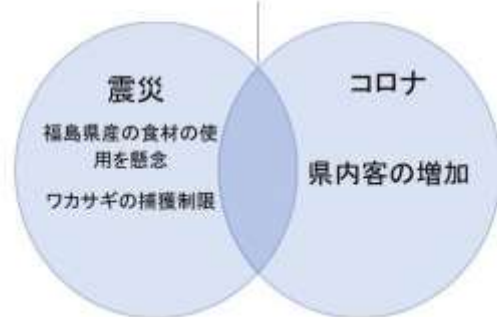 震災
福島県産の食材の使
用を懸念
ワカサギの捕獲制限
コロナ
県内客の増加